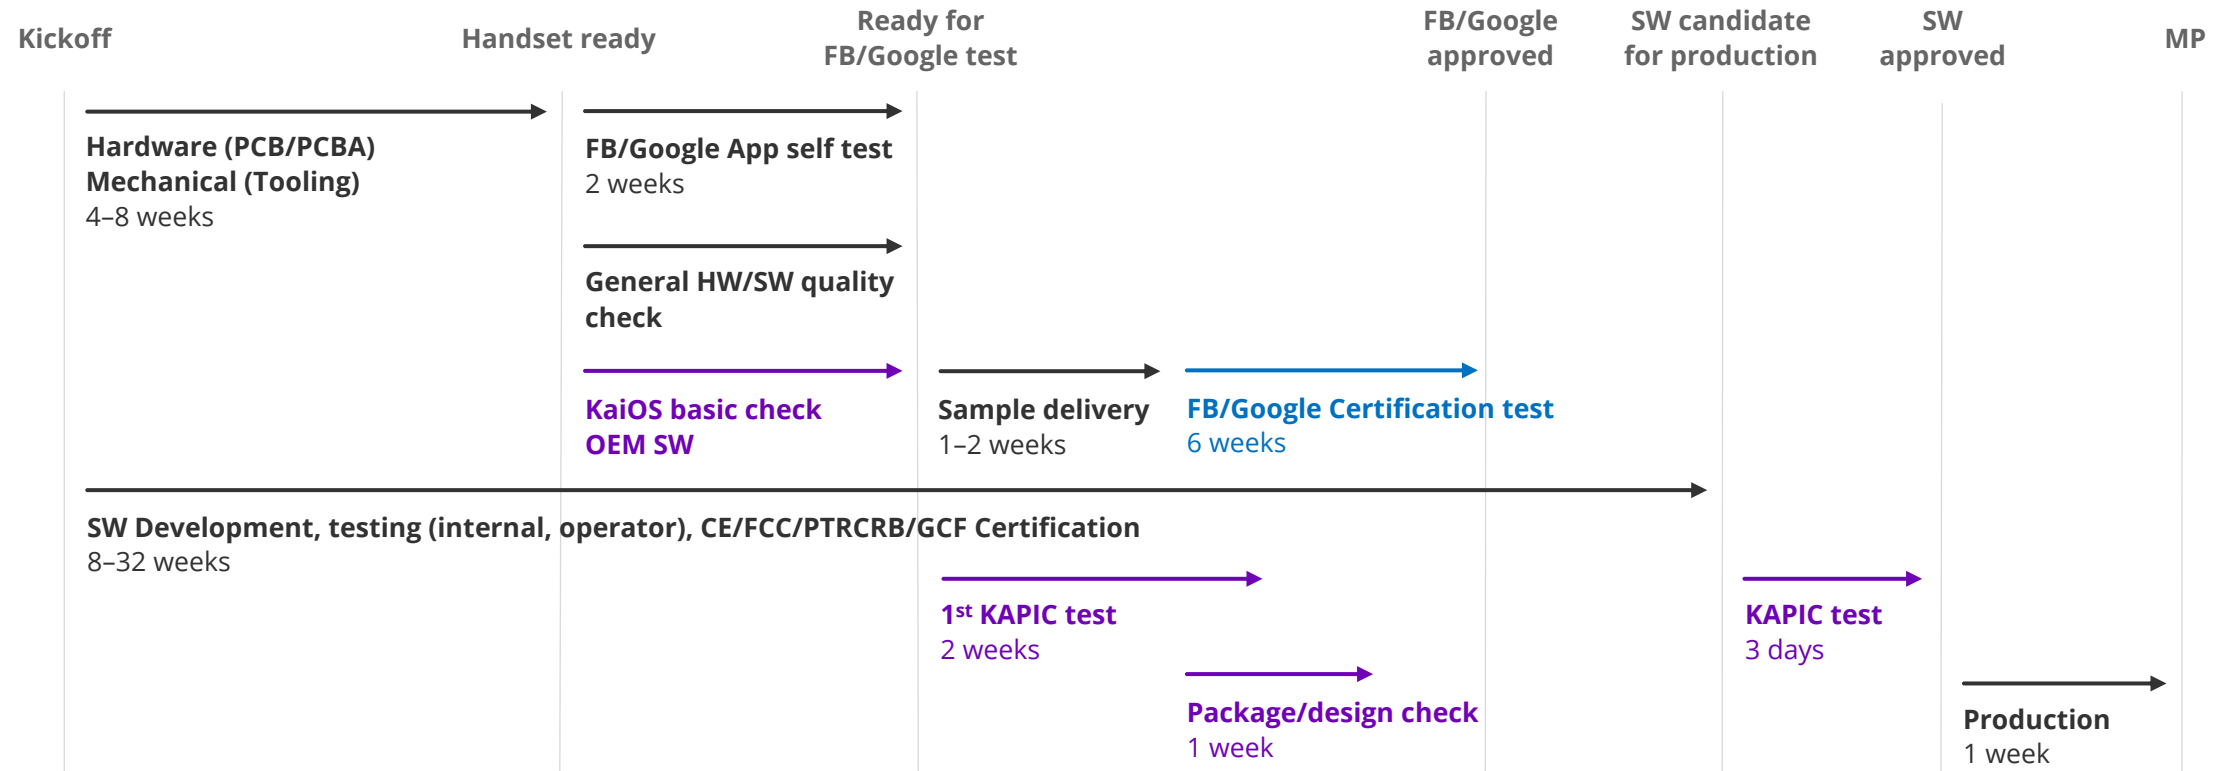 Kickoff
Handset ready
Ready for
FB/Google test
FB/Google
approved
SW candidate
for production
SW
approved
MP
Hardware (PCB/PCBA)
Mechanical (Tooling)
4–8 weeks
FB/Google App self test
2 weeks
General HW/SW quality
check
KaiOS basic check
OEM SW
Sample delivery
1–2 weeks
FB/Google Certification test
6 weeks
SW Development, testing (internal, operator), CE/FCC/PTRCRB/GCF Certification
8–32 weeks
1st KAPIC test
2 weeks
KAPIC test
3 days
Package/design check
1 week
Production
1 week